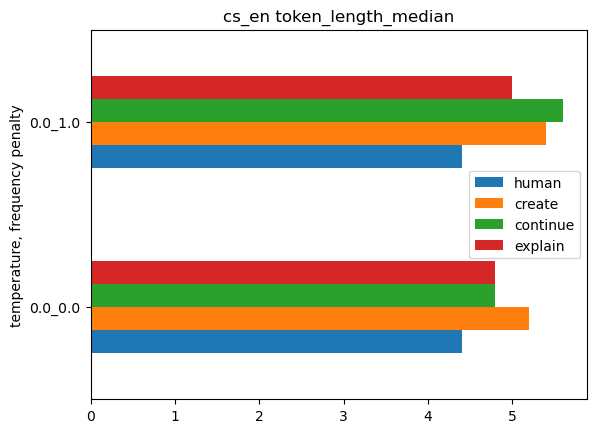 cs_en token_length_median
temperature, frequency penalty
0.0_1.0
0.0_0.0
human
create
continue
explain
0 1 2 3 4 5